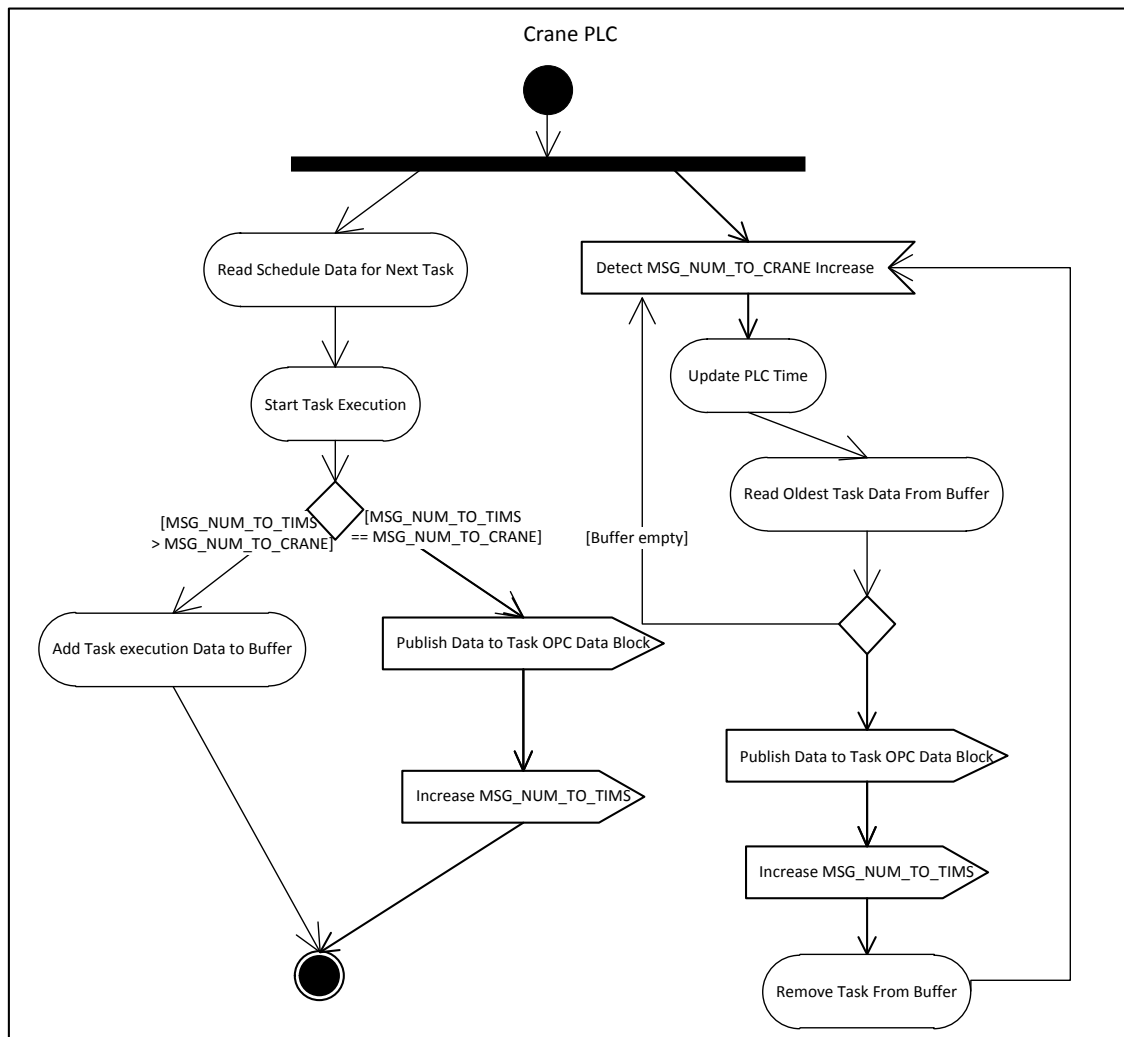 Crane PLC
Read Schedule Data for Next Task
Detect MSG_NUM_TO_CRANE Increase
Update PLC Time
Start Task Execution
Read Oldest Task Data From Buffer
[MSG_NUM_TO_TIMS
> MSG_NUM_TO_CRANE]
[MSG_NUM_TO_TIMS
== MSG_NUM_TO_CRANE]
[Buffer empty]
Add Task execution Data to Buffer
Publish Data to Task OPC Data Block
Publish Data to Task OPC Data Block
Increase MSG_NUM_TO_TIMS
Increase MSG_NUM_TO_TIMS
Remove Task From Buffer